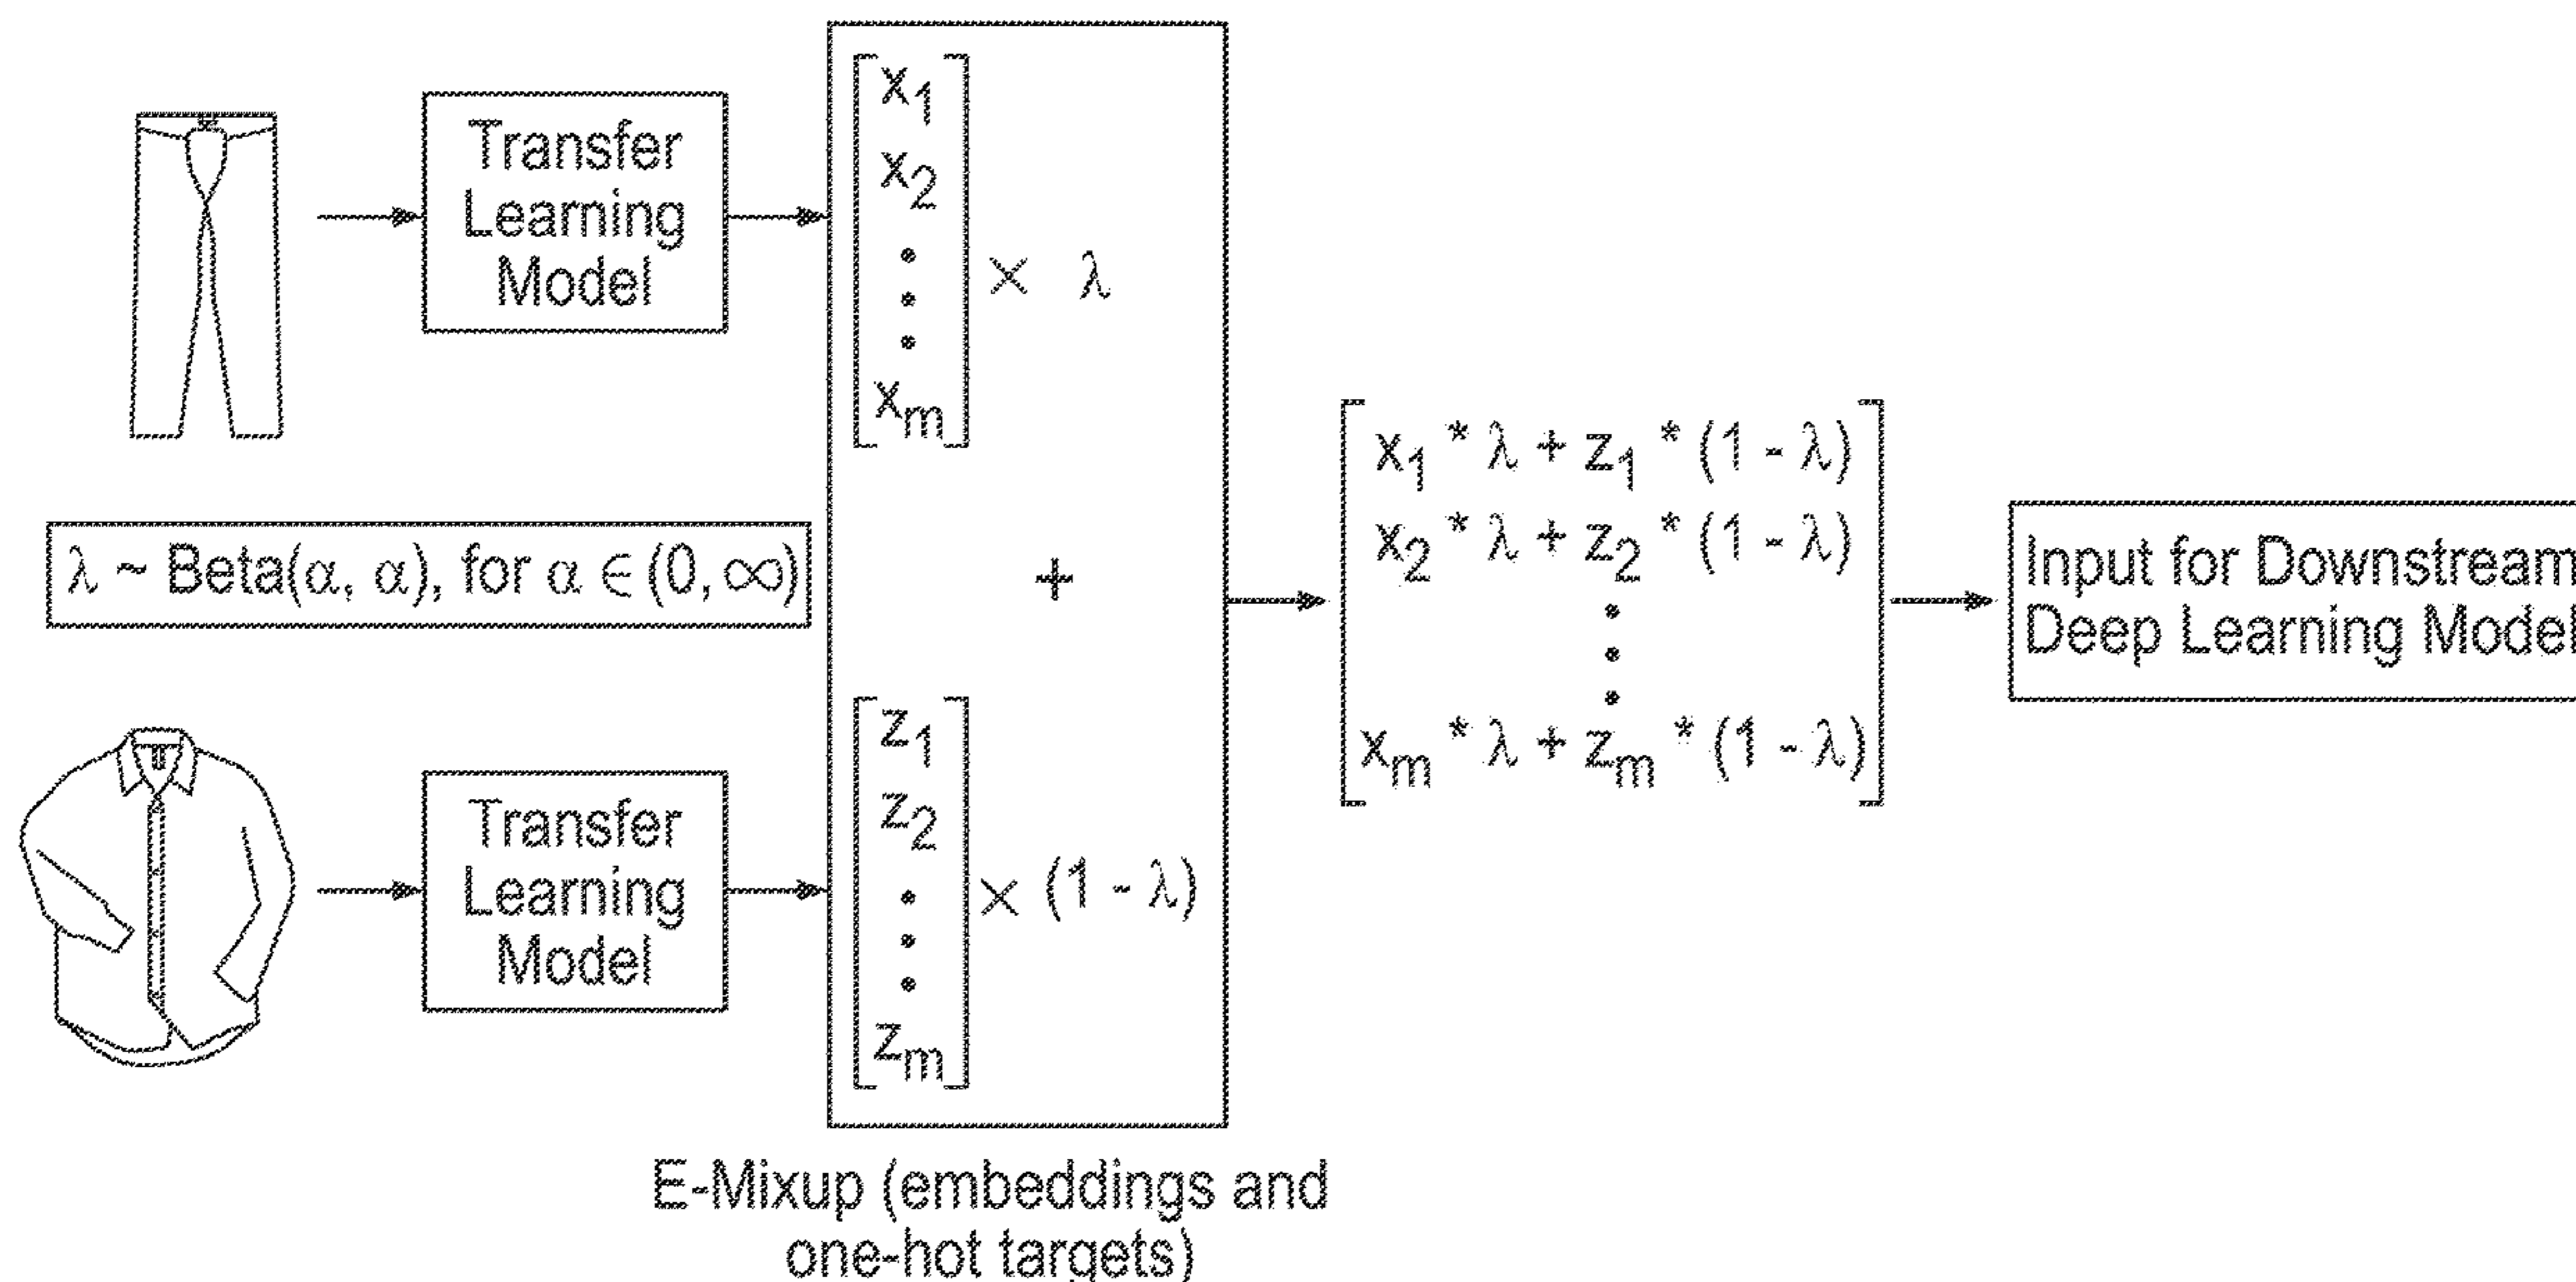 Transfer
Learning
Model
x₁
x₂
xₘ
× λ
λ ~ Beta(α, α), for α ∈ (0, ∞)
+
Transfer
Learning
Model
z₁
z₂
zₘ
× (1 - λ)
x₁ * λ + z₁ * (1 - λ)
x₂ * λ + z₂ * (1 - λ)
xₘ * λ + zₘ * (1 - λ)
Input for Downstream
Deep Learning Model
E-Mixup (embeddings and
one-hot targets)